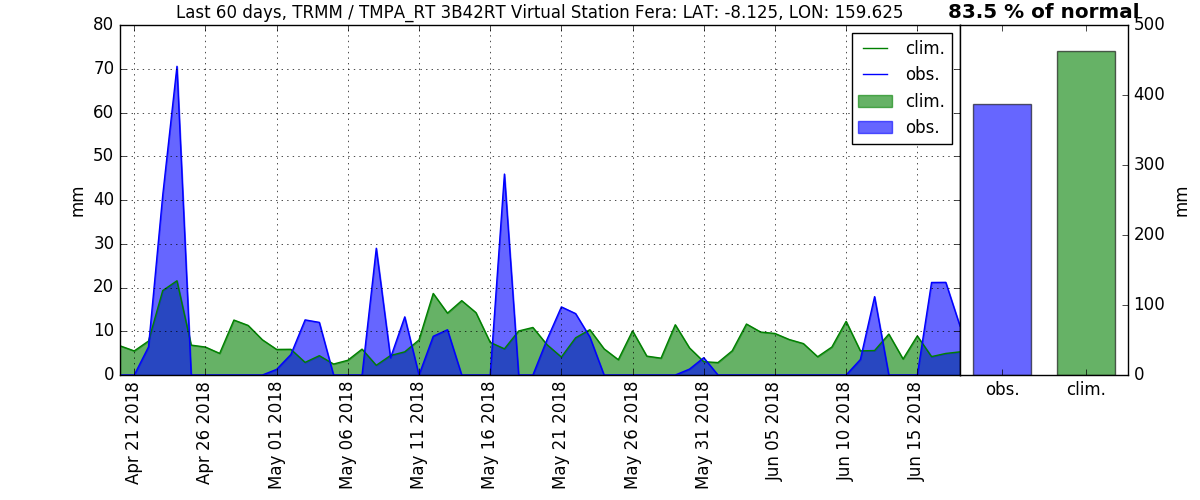 Last 60 days, TRMM / TMPA_RT 3B42RT Virtual Station Fera: LAT: -8.125, LON: 159.625
83.5 % of normal
80
70
60
50
40
30
20
10
0
mm
clim.
obs.
clim.
obs.
500
400
300
200
100
0
mm
Apr 21 2018
Apr 26 2018
May 01 2018
May 06 2018
May 11 2018
May 16 2018
May 21 2018
May 26 2018
May 31 2018
Jun 05 2018
Jun 10 2018
Jun 15 2018
obs.
clim.